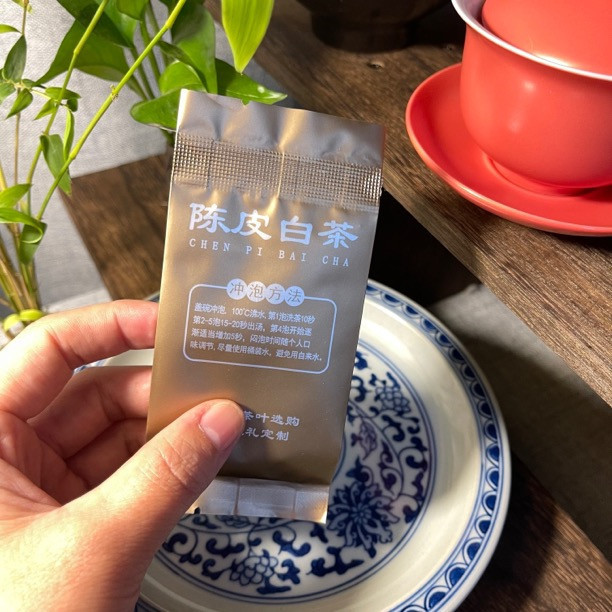 陈皮白茶
CHEN PI BAI CHA
冲泡方法
盖碗冲泡, 100℃沸水, 第1泡洗茶10秒
第2-5泡15-20秒出汤, 第4泡开始逐
渐适当增加5秒, 闷泡时间随个人口
味调节, 尽量使用桶装水, 避免用自来水。
茶叶选购
礼定制